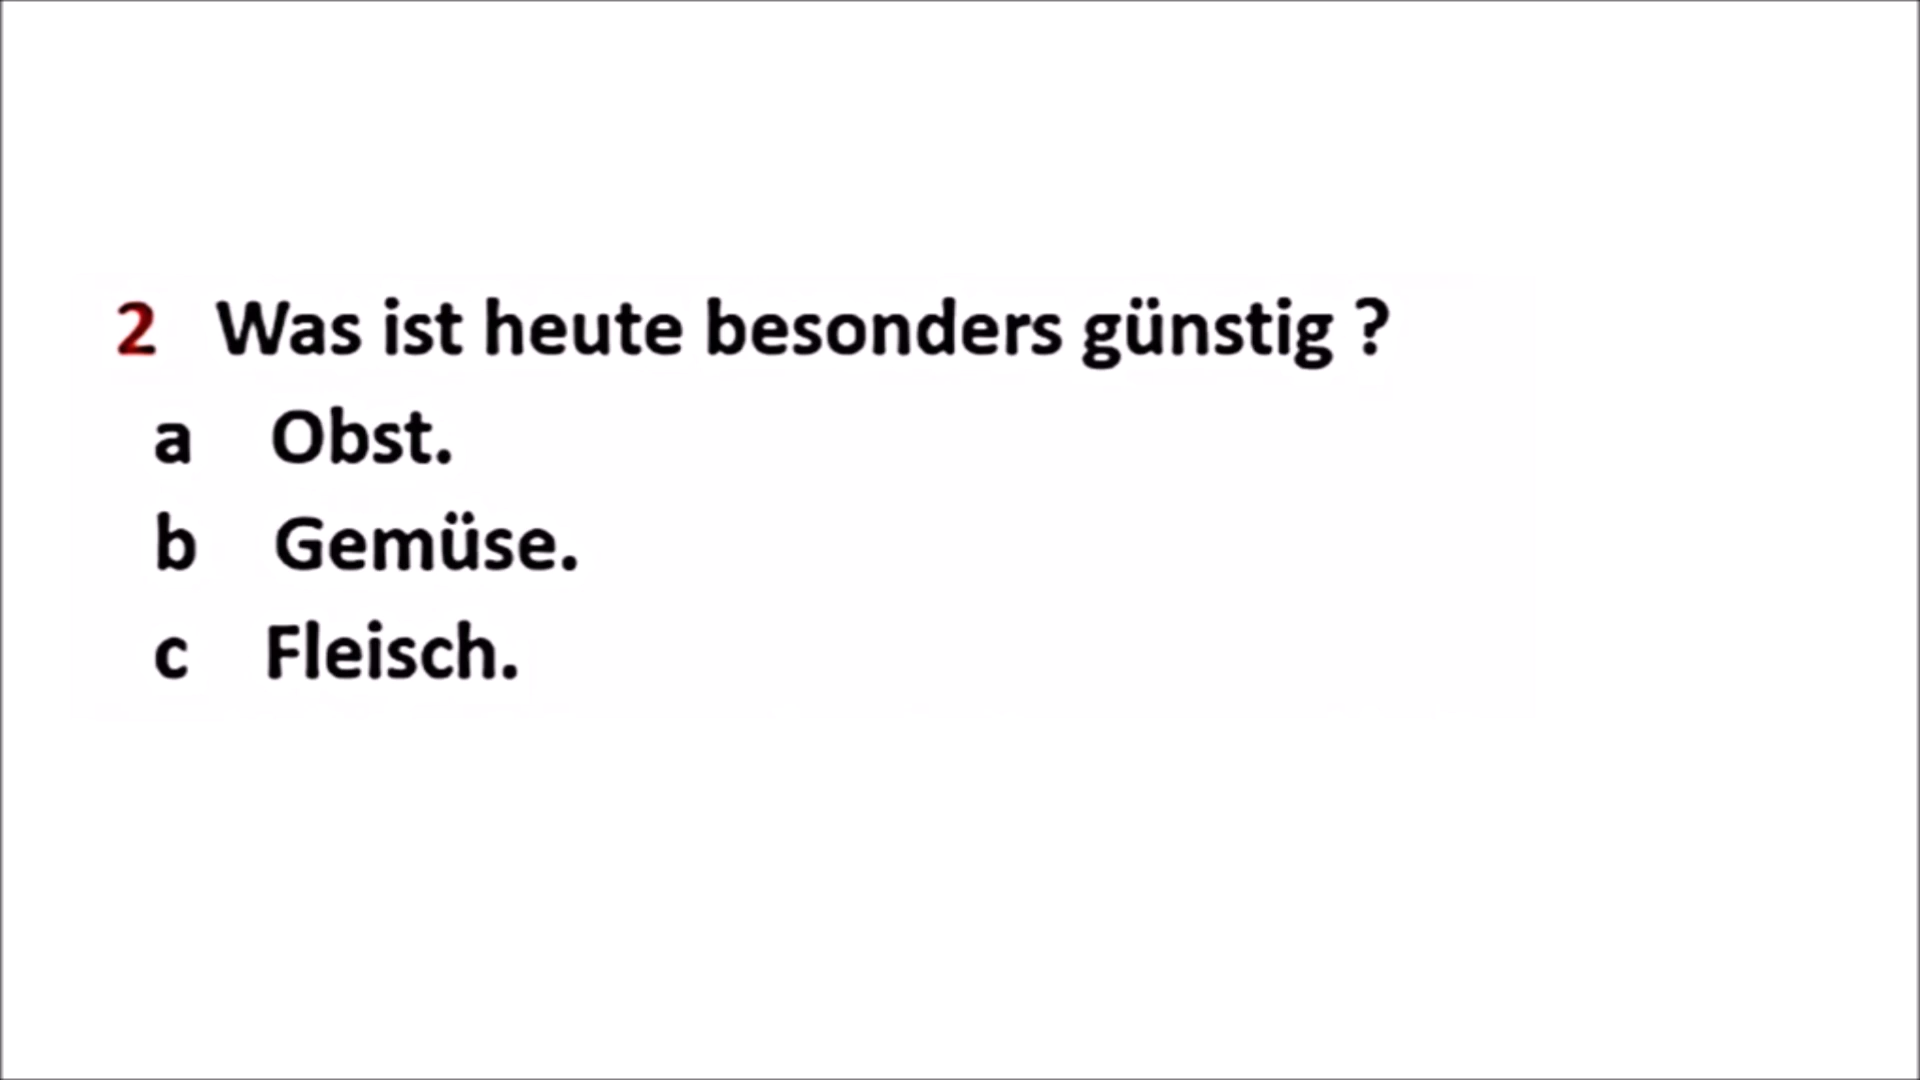 2 Was ist heute besonders günstig ?
a Obst.
b Gemüse.
c Fleisch.